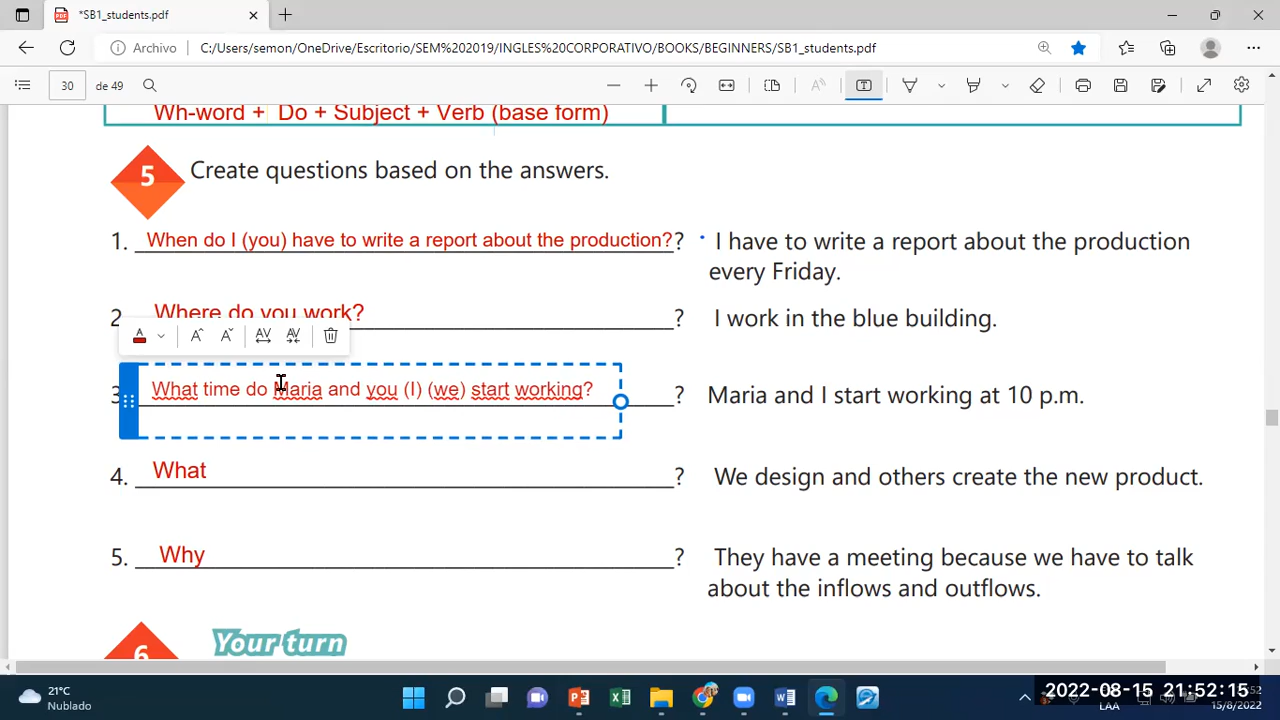 *SB1_students.pdf
Archivo C:/Users/semon/OneDrive/Escritorio/SEM%202019/INGLES%20CORPORATIVO/BOOKS/BEGINNERS/SB1_students.pdf
30 de 49
Wh-word + Do + Subject + Verb (base form)
5 Create questions based on the answers.
1. When do I (you) have to write a report about the production?? I have to write a report about the production
every Friday.
2 Where do you work? ? I work in the blue building.
3 What time do Maria and you (I) (we) start working? ? Maria and I start working at 10 p.m.
4. What ? We design and others create the new product.
5. Why ? They have a meeting because we have to talk
about the inflows and outflows.
6 Your turn
21°C
Nublado
2022-08-15 21:52:15
LAA 15/8/2022